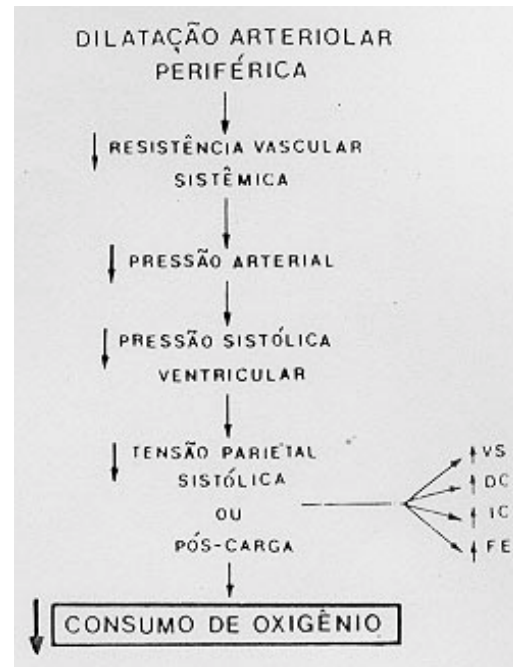 DILATAÇÃO ARTERIOLAR
PERIFÉRICA
↓ RESISTÊNCIA VASCULAR
SISTÊMICA
↓ PRESSÃO ARTERIAL
↓ PRESSÃO SISTÓLICA
VENTRICULAR
↓ TENSÃO PARIETAL
SISTÓLICA
OU
PÓS-CARGA
↑ VS
↑ DC
↑ IC
↑ FE
↓ CONSUMO DE OXIGÊNIO